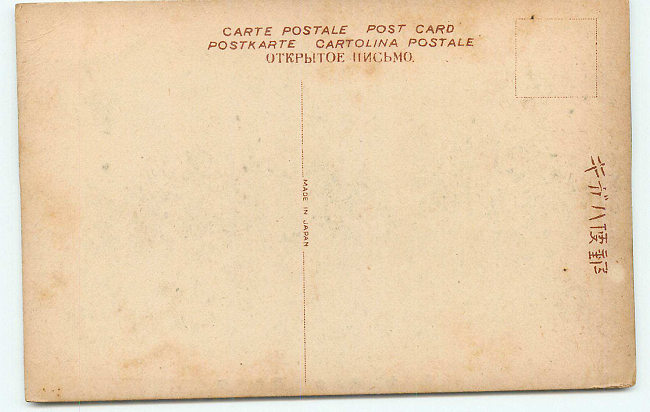 CARTE POSTALE POST CARD
POSTKARTE CARTOLINA POSTALE
ОТКРЫТОЕ ПИСЬМО.
MADE IN JAPAN
郵便ハガキ